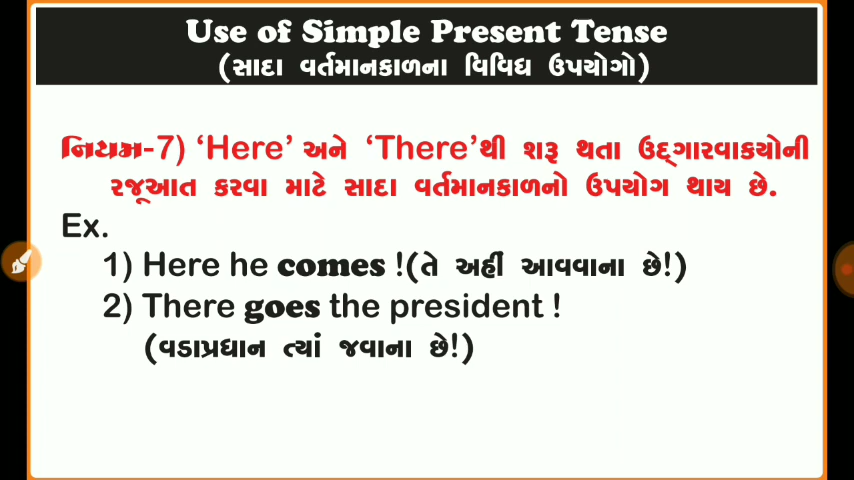 Use of Simple Present Tense
(સાદા વર્તમાનકાળના વિવિધ ઉપયોગો)
નિયમ-7) ‘Here’ અને ‘There’થી શરૂ થતા ઉદ્ગારવાકયોની
રજૂઆત કરવા માટે સાદા વર્તમાનકાળનો ઉપયોગ થાય છે.
Ex.
1) Here he comes !(તે અહીં આવવાના છે!)
2) There goes the president !
(વડાપ્રધાન ત્યાં જવાના છે!)